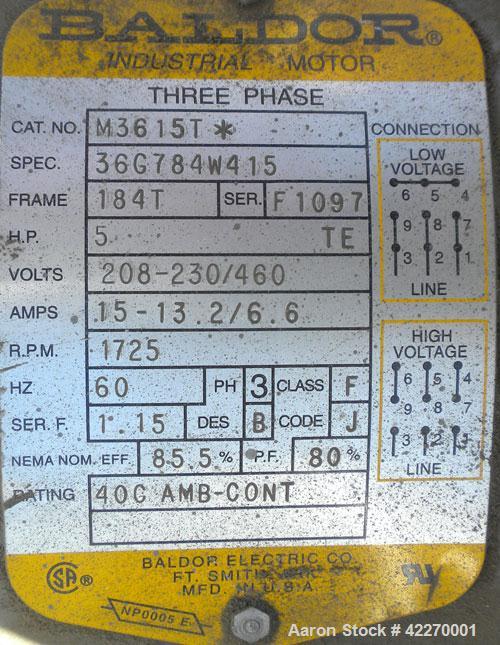 BALDOR®
INDUSTRIAL MOTOR
THREE PHASE
CAT. NO. M3615T *
SPEC. 36G784W415
FRAME 184T SER. F1097
H.P. 5 TE
VOLTS 208-230/460
AMPS 15-13.2/6.6
R.P.M. 1725
HZ 60 PH 3 CLASS F
SER. F. 1.15 DES B CODE J
NEMA NOM. EFF. 85.5 % P.F. 80 %
RATING 40C AMB-CONT
CONNECTION
LOW
VOLTAGE
6 5 4
9 8 7
3 2 1
LINE
HIGH
VOLTAGE
6 5 4
9 8 7
3 2 1
LINE
BALDOR ELECTRIC CO.
FT. SMITH, ARK.
MFD. IN U.S.A.
SA ®
NP0005 E
Aaron Stock # 42270001